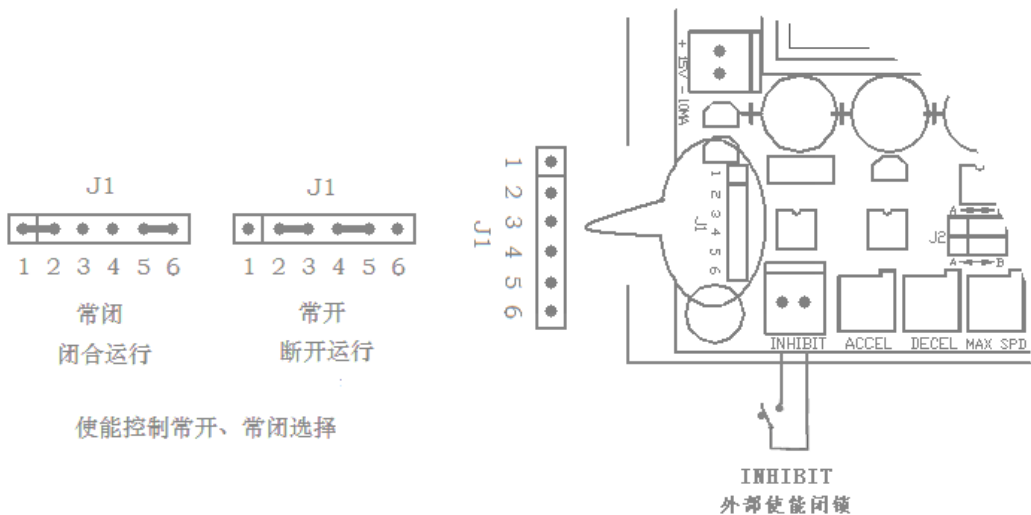 J1
1 2 3 4 5 6
常闭
闭合运行
J1
1 2 3 4 5 6
常开
断开运行
使能控制常开、常闭选择
J1
1 2 3 4 5 6
+ 15V - 10MA
J1
1 2 3 4 5 6
A
J2
A B
INHIBIT
ACCEL
DECEL
MAX SPD
INHIBIT
外部使能闭锁